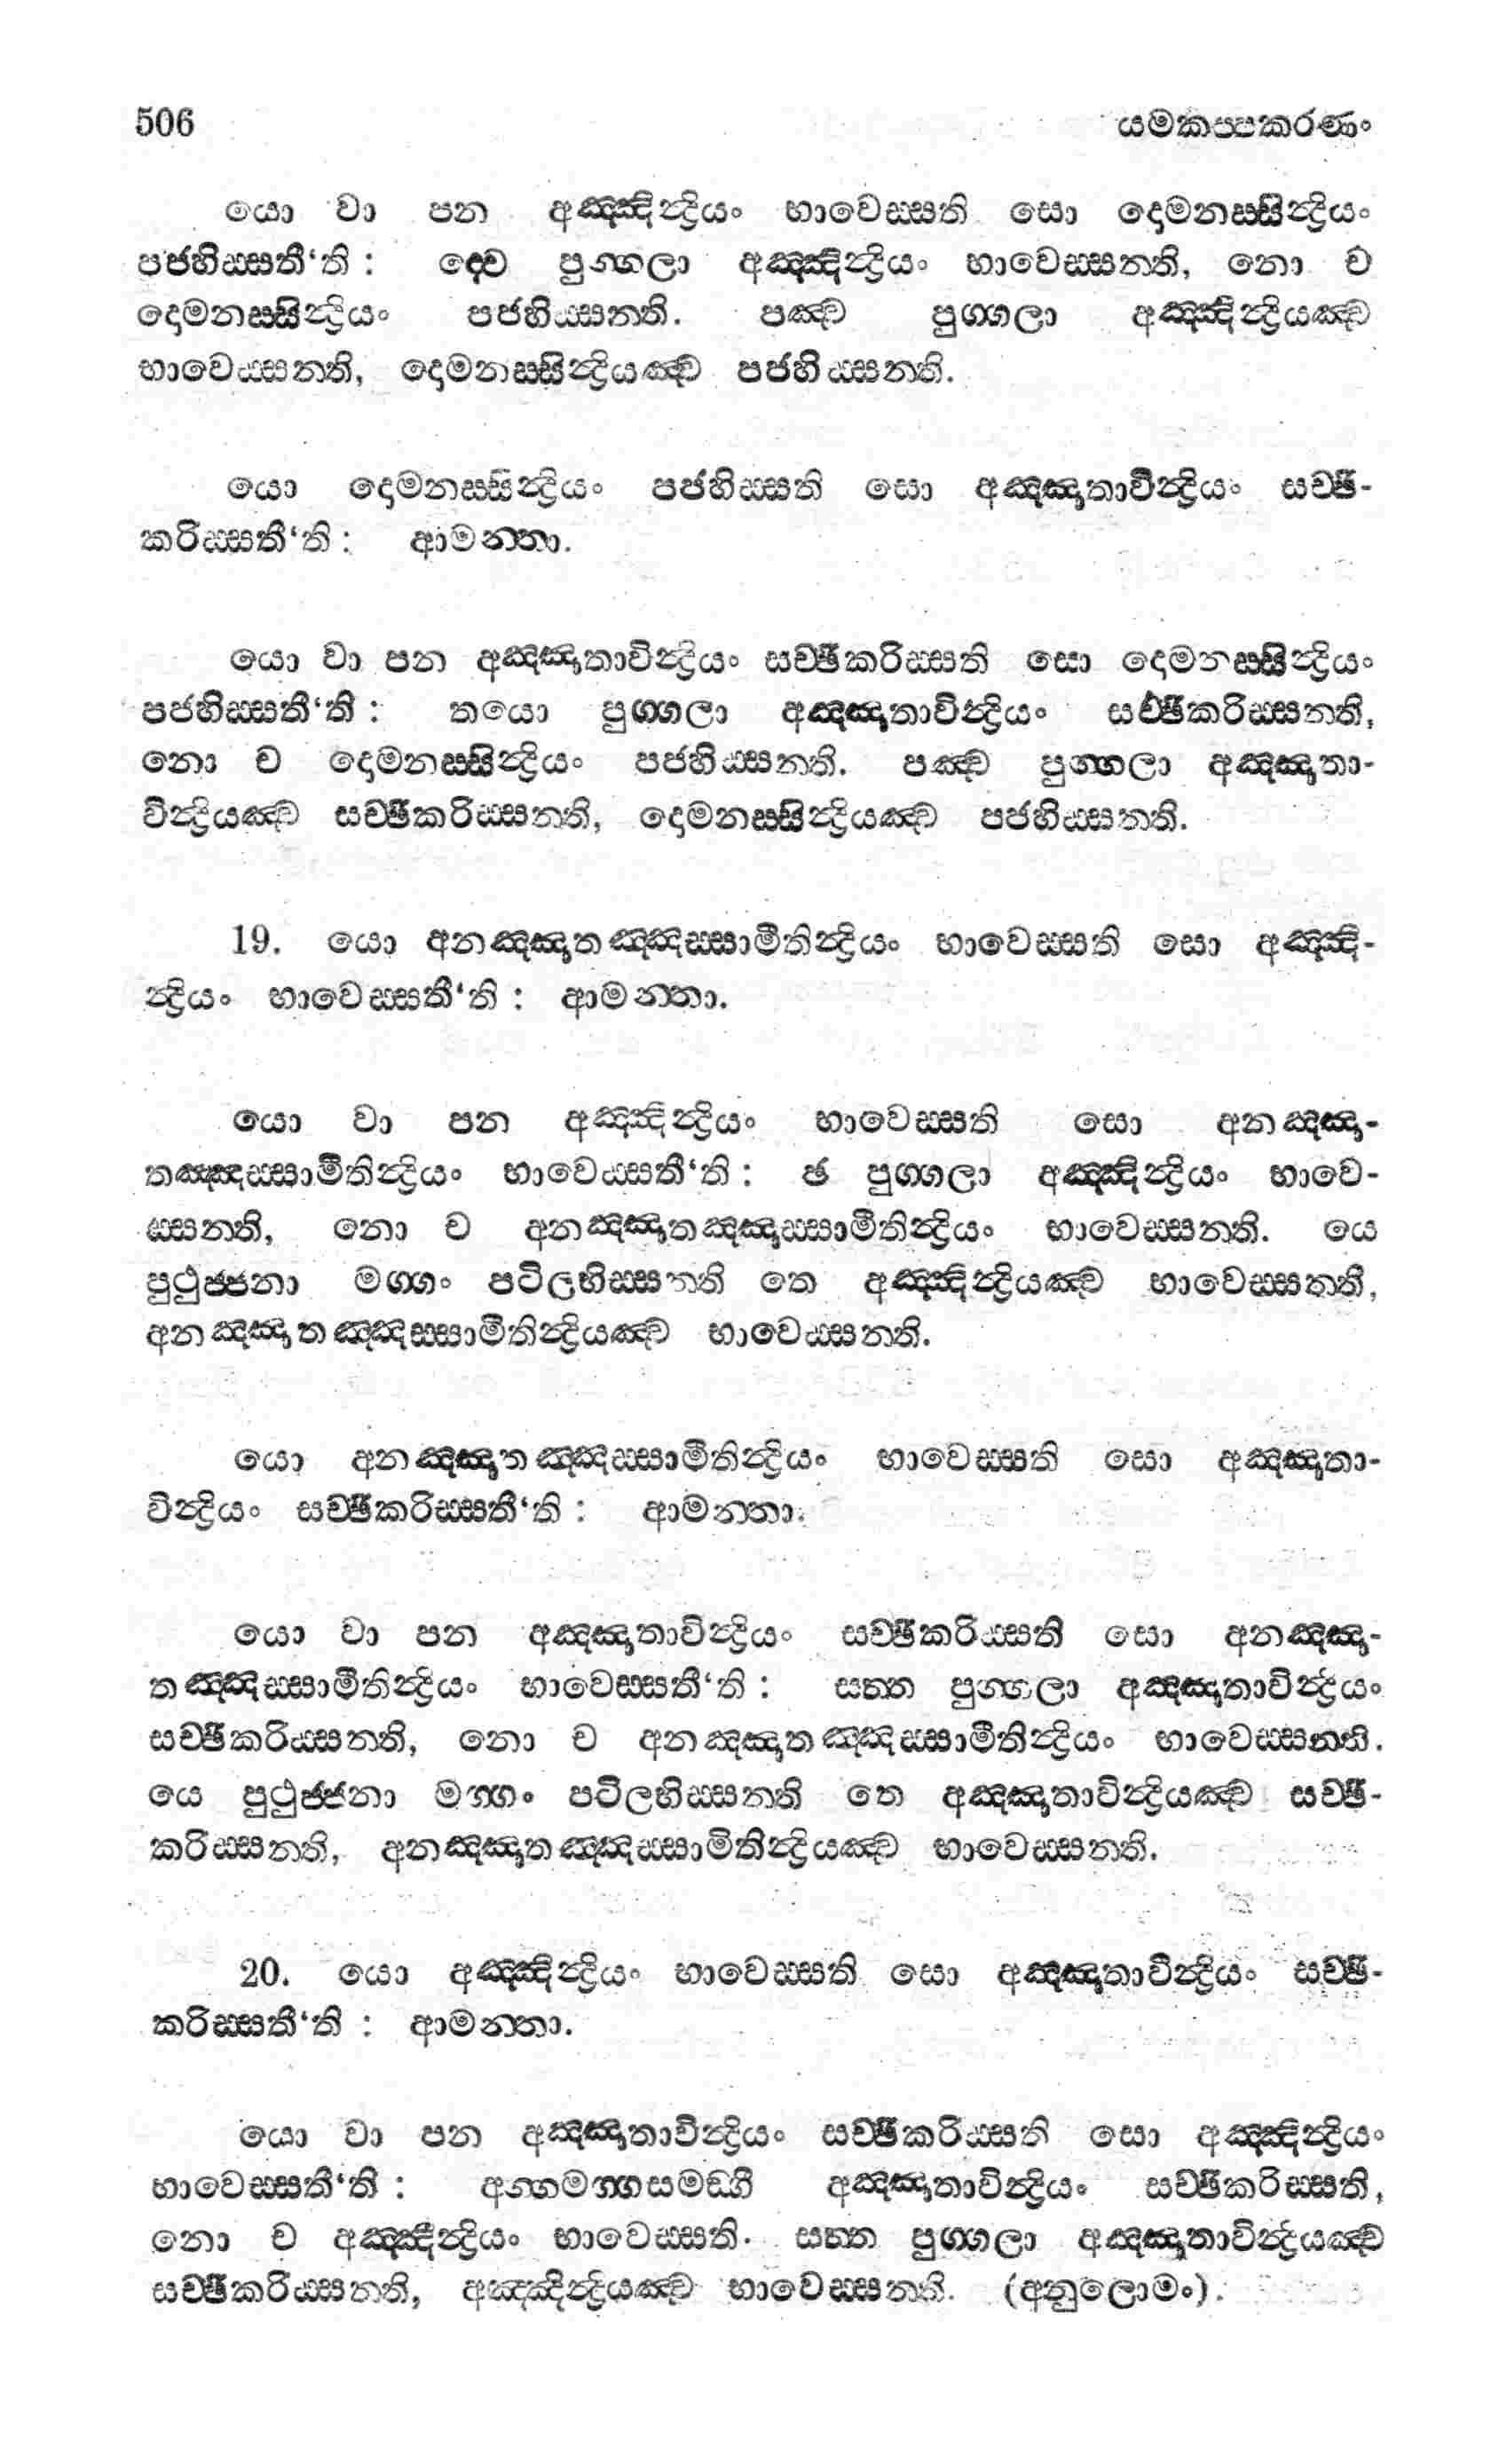 506 යමකප්පකරණං
යො වා පන අඤ්ඤින්ද්‍රියං භාවෙස්සති සො දොමනස්සින්ද්‍රියං
පජහිස්සතී‘ති : ද්වෙ පුග්ගලා අඤ්ඤින්ද්‍රියං භාවෙස්සන්ති, නො ච
දොමනස්සින්ද්‍රියං පජහිස්සන්ති. පඤ්ච පුග්ගලා අඤ්ඤින්ද්‍රියඤ්ච
භාවෙස්සන්ති, දොමනස්සින්ද්‍රියඤ්ච පජහිස්සන්ති.
යො දොමනස්සින්ද්‍රියං පජහිස්සති සො අඤ්ඤාතාවින්ද්‍රියං සච්ඡි-
කරිස්සතී‘ති : ආමන්තා.
යො වා පන අඤ්ඤාතාවින්ද්‍රියං සච්ඡිකරිස්සති සො දොමනස්සින්ද්‍රියං
පජහිස්සතී‘ති : තයො පුග්ගලා අඤ්ඤාතාවින්ද්‍රියං සච්ඡිකරිස්සන්ති,
නො ච දොමනස්සින්ද්‍රියං පජහිස්සන්ති. පඤ්ච පුග්ගලා අඤ්ඤාතා-
වින්ද්‍රියඤ්ච සච්ඡිකරිස්සන්ති, දොමනස්සින්ද්‍රියඤ්ච පජහිස්සන්ති.
19. යො අනඤ්ඤාතඤ්ඤස්සාමීතින්ද්‍රියං භාවෙස්සති සො අඤ්ඤි-
න්ද්‍රියං භාවෙස්සතී‘ති : ආමන්තා.
යො වා පන අඤ්ඤින්ද්‍රියං භාවෙස්සති සො අනඤ්ඤා-
තඤ්ඤස්සාමීතින්ද්‍රියං භාවෙස්සතී‘ති : ඡ පුග්ගලා අඤ්ඤින්ද්‍රියං භාවෙ-
ස්සන්ති, නො ච අනඤ්ඤාතඤ්ඤාස්සාමීතින්ද්‍රියං භාවෙස්සන්ති. යෙ
පුථුජ්ජනා මග්ගං පටිලභිස්සන්ති තෙ අඤ්ඤින්ද්‍රියඤ්ච භාවෙස්සන්ති,
අනඤ්ඤාතඤ්ඤස්සාමීතින්ද්‍රියඤ්ච භාවෙස්සන්ති.
යො අනඤ්ඤාතඤ්ඤස්සාමීතින්ද්‍රියං භාවෙස්සති සො අඤ්ඤාතා-
වින්ද්‍රියං සච්ඡිකරිස්සතී‘ති : ආමන්තා.
යො වා පන අඤ්ඤාතාවින්ද්‍රියං සච්ඡිකරිස්සති සො අනඤ්ඤා-
තඤ්ඤස්සාමීතින්ද්‍රියං භාවෙස්සතී‘ති : සත්ත පුග්ගලා අඤ්ඤාතාවින්ද්‍රියං
සච්ඡිකරිස්සන්ති, නො ච අනඤ්ඤාතඤ්ඤස්සාමීතින්ද්‍රියං භාවෙස්සන්ති.
යෙ පුථුජ්ජනා මග්ගං පටිලභිස්සන්ති තෙ අඤ්ඤාතාවින්ද්‍රියඤ්ච සච්ඡි-
කරිස්සන්ති, අනඤ්ඤාතඤ්ඤස්සාමිතින්ද්‍රියඤ්ච භාවෙස්සන්ති.
20. යො අඤ්ඤින්ද්‍රියං භාවෙස්සති සො අඤ්ඤාතාවින්ද්‍රියං සච්ඡි-
කරිස්සතී‘ති : ආමන්තා.
යො වා පන අඤ්ඤාතාවින්ද්‍රියං සච්ඡිකරිස්සති සො අඤ්ඤින්ද්‍රියං
භාවෙස්සතී‘ති : අග්ගමග්ගසමඞ්ගී අඤ්ඤාතාවින්ද්‍රියං සච්ඡිකරිස්සති,
නො ච අඤ්ඤින්ද්‍රියං භාවෙස්සති. සත්ත පුග්ගලා අඤ්ඤාතාවින්ද්‍රියඤ්ච
සච්ඡිකරිස්සන්ති, අඤ්ඤින්ද්‍රියඤ්ච භාවෙස්සන්ති. (අනුලොමං).